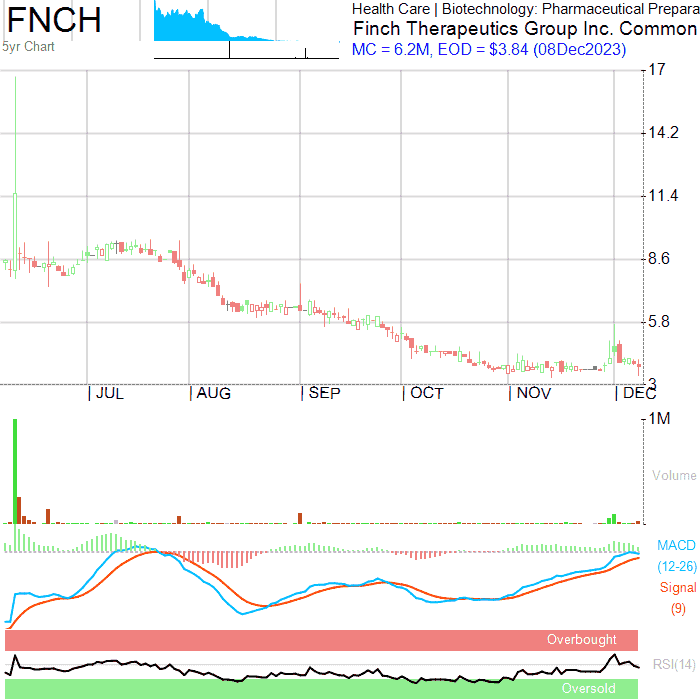 FNCH
5yr Chart
Health Care | Biotechnology: Pharmaceutical Prepara
Finch Therapeutics Group Inc. Common
MC = 6.2M, EOD = $3.84 (08Dec2023)
17
14.2
11.4
8.6
5.8
3
JUL
AUG
SEP
OCT
NOV
DEC
1M
Volume
MACD
(12-26)
Signal
(9)
Overbought
RSI(14)
Oversold